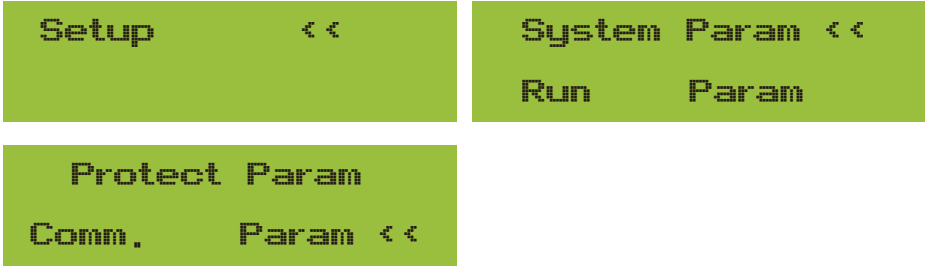 Setup <<
System Param <<
Run Param
Protect Param
Comm. Param <<